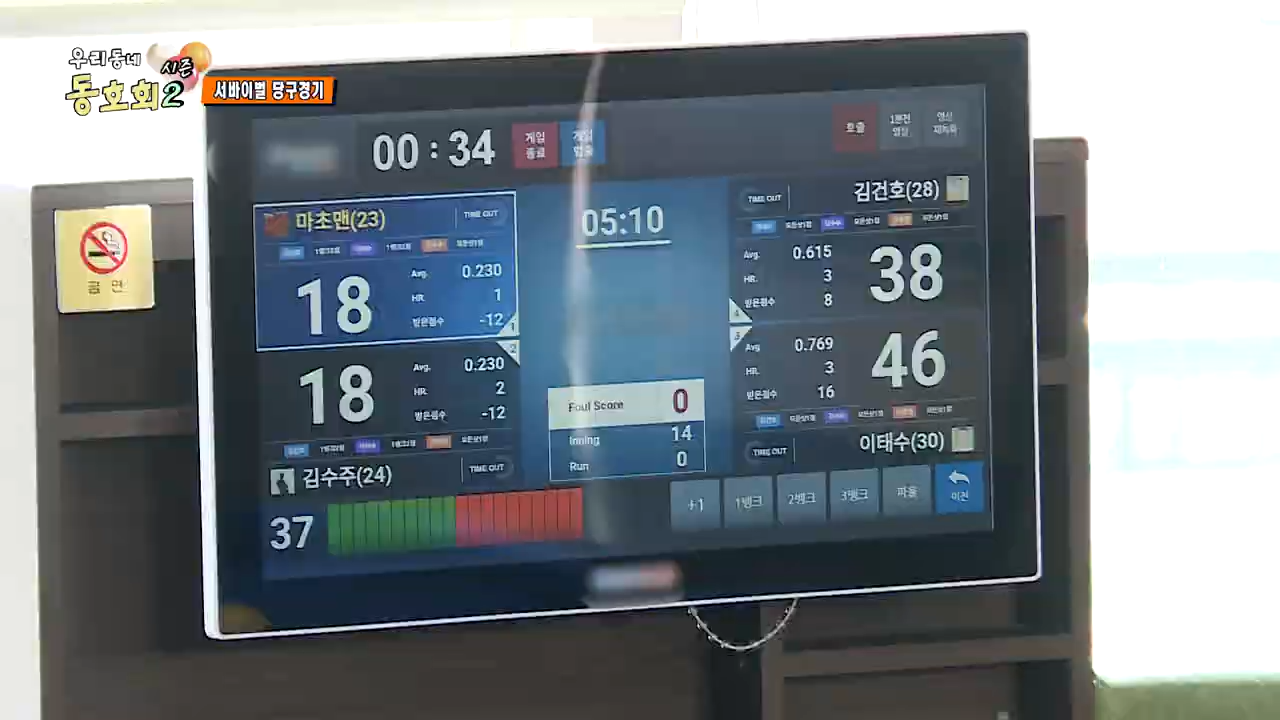 우리동네
시즌
동호회2
서바이벌 당구경기
00 : 34
게임
종료
게임
멈춤
호출
1분전
영상
영상
재녹화
마초맨(23)
TIME OUT
18
Avg. 0.230
HR. 1
받은점수 -12
1
2
18
Avg. 0.230
HR. 2
받은점수 -12
김수주(24)
TIME OUT
37
05:10
Foul Score 0
Inning 14
Run 0
TIME OUT
김건호(28)
Avg. 0.615
HR. 3
받은점수 8
38
4
3
Avg 0.769
HR. 3
받은점수 16
46
TIME OUT
이태수(30)
+1
1뱅크
2뱅크
3뱅크
파울
이전
금 연